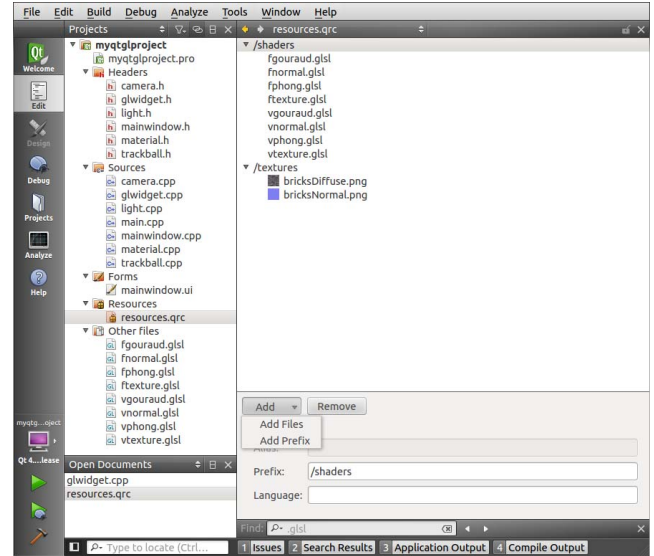 File Edit Build Debug Analyze Tools Window Help
Projects
resources.qrc
Qt
Welcome
Edit
Design
Debug
Projects
Analyze
Help
myqtg...oject
Qt 4....lease
myqtglproject
myqtglproject.pro
Headers
camera.h
glwidget.h
light.h
mainwindow.h
material.h
trackball.h
Sources
camera.cpp
glwidget.cpp
light.cpp
main.cpp
mainwindow.cpp
material.cpp
trackball.cpp
Forms
mainwindow.ui
Resources
resources.qrc
Other files
fgouraud.glsl
fnormal.glsl
fphong.glsl
ftexture.glsl
vgouraud.glsl
vnormal.glsl
vphong.glsl
vtexture.glsl
Open Documents
glwidget.cpp
resources.qrc
/shaders
fgouraud.glsl
fnormal.glsl
fphong.glsl
ftexture.glsl
vgouraud.glsl
vnormal.glsl
vphong.glsl
vtexture.glsl
/textures
bricksDiffuse.png
bricksNormal.png
Add Remove
Add Files
Add Prefix
Prefix: /shaders
Language:
Find: .glsl
Type to locate (Ctrl...
1 Issues 2 Search Results 3 Application Output 4 Compile Output